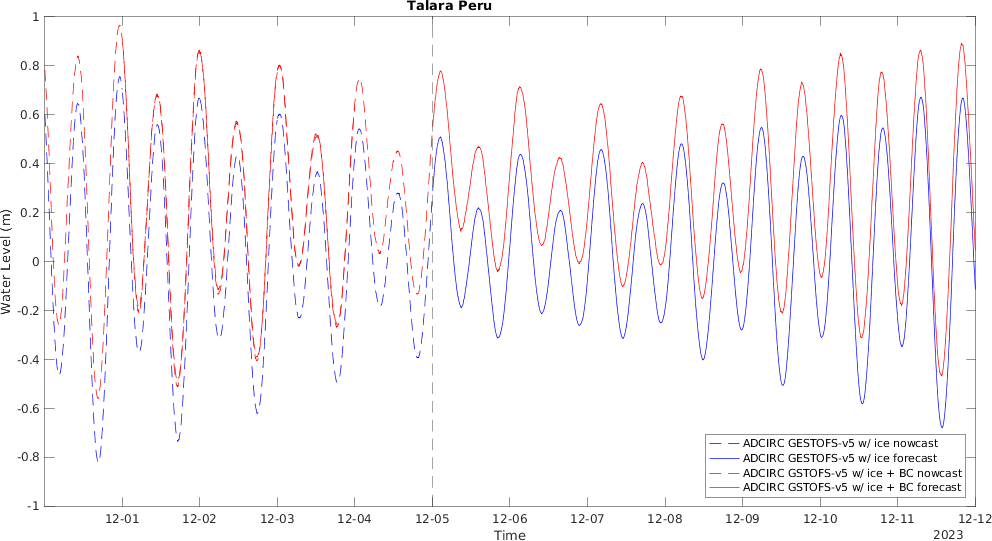 Talara Peru
1
0.8
0.6
0.4
0.2
0
-0.2
-0.4
-0.6
-0.8
-1
Water Level (m)
12-01 12-02 12-03 12-04 12-05 12-06 12-07 12-08 12-09 12-10 12-11 12-12
Time
2023
ADCIRC GESTOFS-v5 w/ ice nowcast
ADCIRC GESTOFS-v5 w/ ice forecast
ADCIRC GSTOFS-v5 w/ ice + BC nowcast
ADCIRC GSTOFS-v5 w/ ice + BC forecast